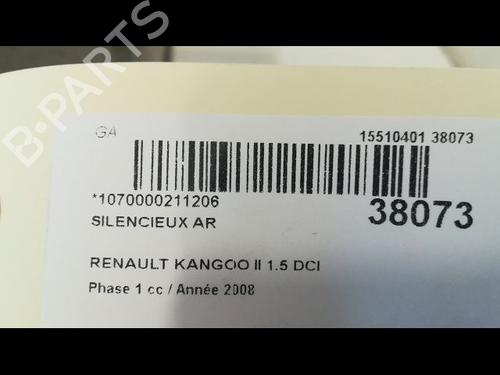 B-PARTS
GA
15510401 38073
*1070000211206
38073
SILENCIEUX AR
RENAULT KANGOO II 1.5 DCI
Phase 1 cc / Année 2008